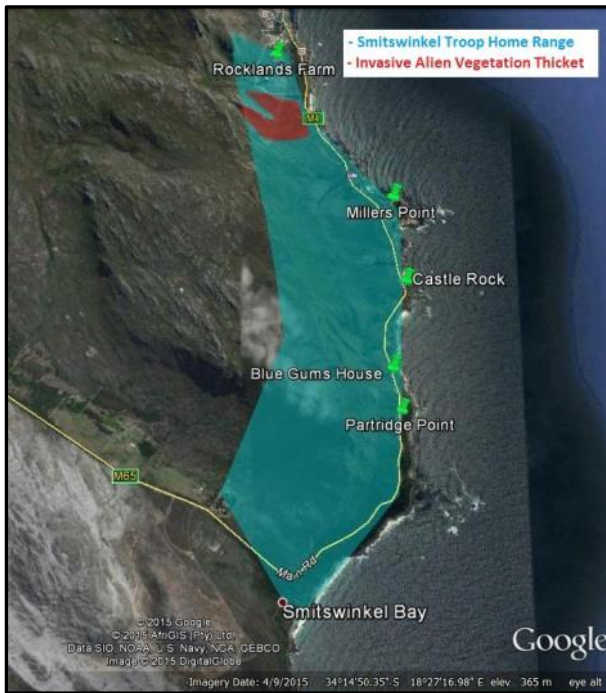 - Smitswinkel Troop Home Range
- Invasive Alien Vegetation Thicket
Rocklands Farm
M4
Millers Point
Castle Rock
Blue Gums House
Partridge Point
M65
Main Rd
Smitswinkel Bay
© 2015 Google
© 2015 AfriGIS (Pty) Ltd.
Data SIO, NOAA, U.S. Navy, NGA, GEBCO
Image © 2015 DigitalGlobe
Google
Imagery Date: 4/9/2015 34°14'50.35" S 18°27'16.98" E elev 365 m eye alt